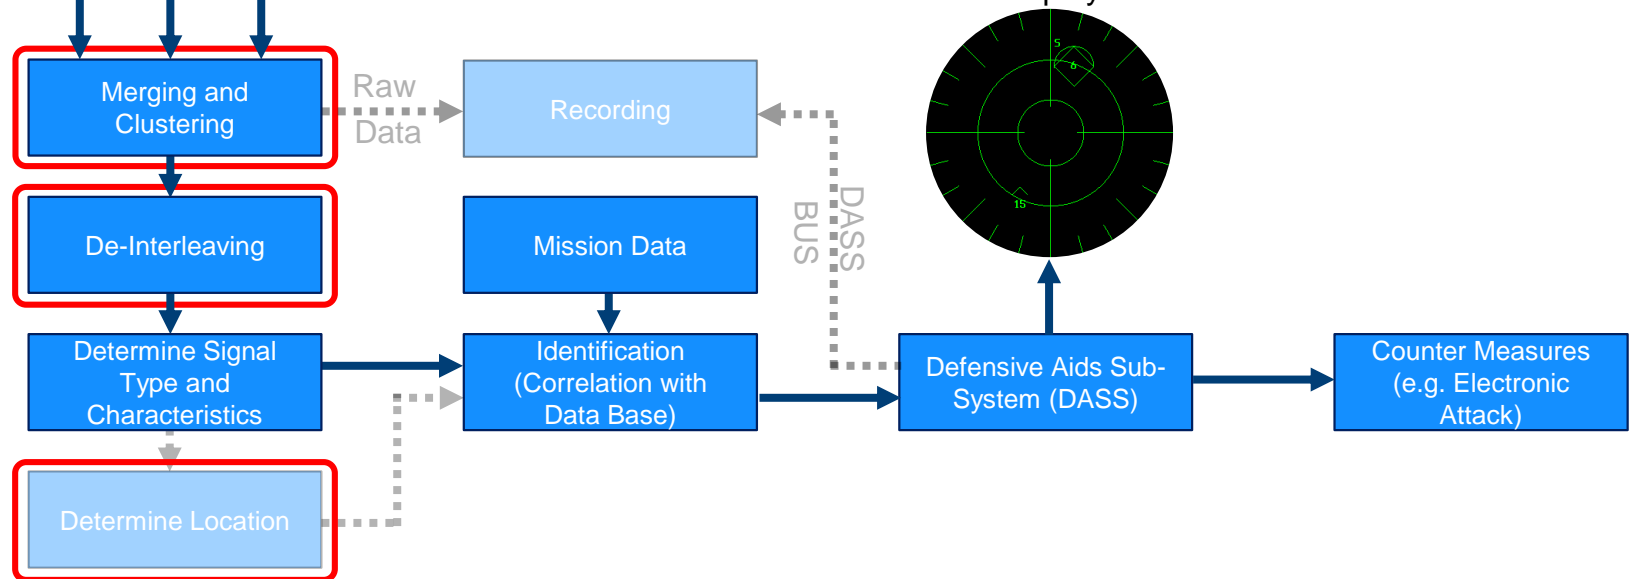 Merging and
Clustering
Raw
Data
Recording
5
6
15
De-Interleaving
Mission Data
DASS
BUS
Determine Signal
Type and
Characteristics
Identification
(Correlation with
Data Base)
Defensive Aids Sub-
System (DASS)
Counter Measures
(e.g. Electronic
Attack)
Determine Location